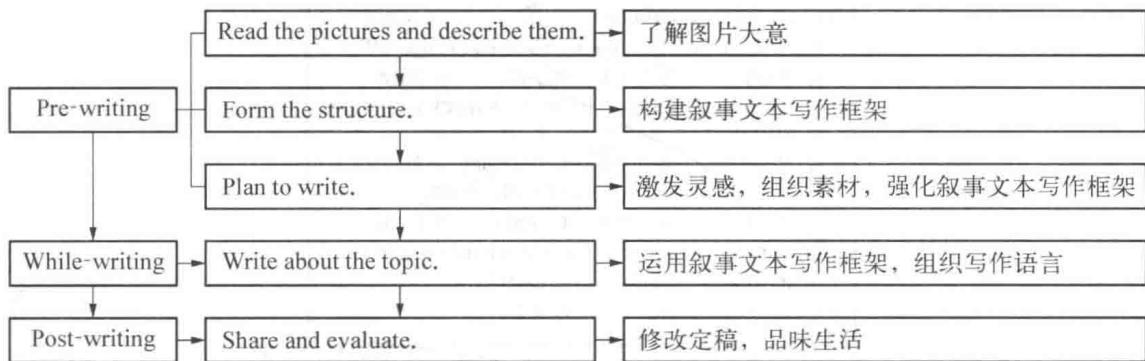 Read the pictures and describe them.
了解图片大意
Pre-writing
Form the structure.
构建叙事文本写作框架
Plan to write.
激发灵感，组织素材，强化叙事文本写作框架
While-writing
Write about the topic.
运用叙事文本写作框架，组织写作语言
Post-writing
Share and evaluate.
修改定稿，品味生活